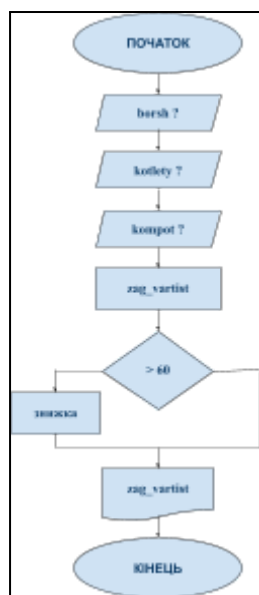 ПОЧАТОК
borsh ?
kotlety ?
kompot ?
zag_vartist
> 60
знижка
zag_vartist
КІНЕЦЬ